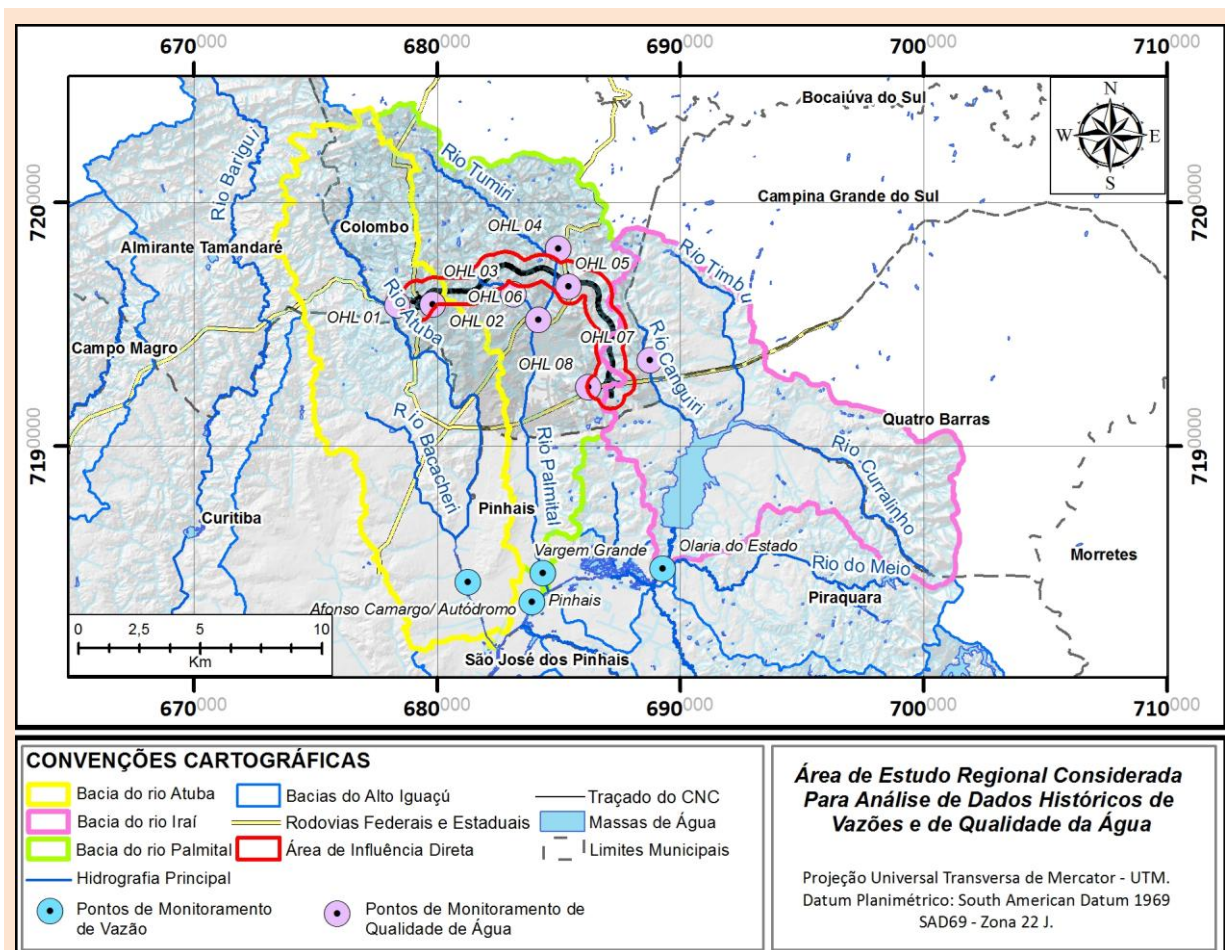 670000 680000 690000 700000 710000
Bocaiúva do Sul
N
W E
S
Rio Barigui
Rio Tumiri
7200000
7200000
Campina Grande do Sul
Colombo
OHL 04
Almirante Tamandaré
Rio Timbu
OHL 03
OHL 05
OHL 06
OHL 01
Rio Atuba
OHL 02
OHL 07
Campo Magro
OHL 08
Rio Canguiri
Quatro Barras
7190000
7190000
Rio Bacacheri
Rio Palmital
Rio Curralinho
Curitiba
Pinhais
Vargem Grande
Olaria do Estado
Morretes
Rio do Meio
Piraquara
Afonso Camargo/ Autódromo
Pinhais
0 2,5 5 10
Km
São José dos Pinhais
670000 680000 690000 700000 710000
CONVENÇÕES CARTOGRÁFICAS
Bacia do rio Atuba
Bacias do Alto Iguaçú
Traçado do CNC
Bacia do rio Iraí
Rodovias Federais e Estaduais
Massas de Água
Bacia do rio Palmital
Área de Influência Direta
Limites Municipais
Hidrografia Principal
Pontos de Monitoramento
de Vazão
Pontos de Monitoramento de
Qualidade de Água
Área de Estudo Regional Considerada
Para Análise de Dados Históricos de
Vazões e de Qualidade da Água
Projeção Universal Transversa de Mercator - UTM.
Datum Planimétrico: South American Datum 1969
SAD69 - Zona 22 J.